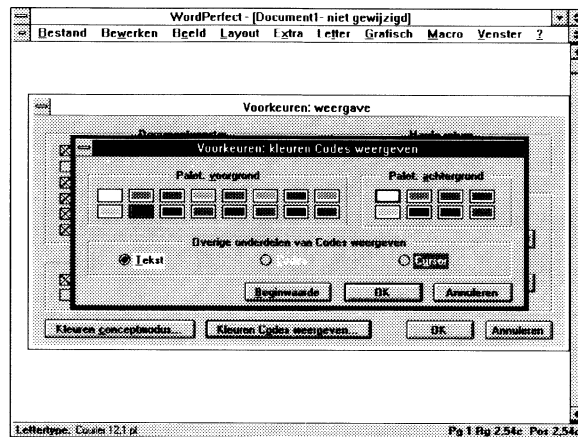 WordPerfect - [Document1- niet gewijzigd]
Bestand Bewerken Beeld Layout Extra Letter Grafisch Macro Venster ?
Voorkeuren: weergave
Voorkeuren: kleuren Codes weergeven
Palet. voorgrond Palet. achtergrond
Overige onderdelen van Codes weergeven
Tekst Cursor
Beginwaarde OK Annuleren
Kleuren conceptmodus... Kleuren Codes weergeven... OK Annuleren
Lettertype: Courier 12,1 pt Pg 1 Rg 2,54c Pos 2,54c